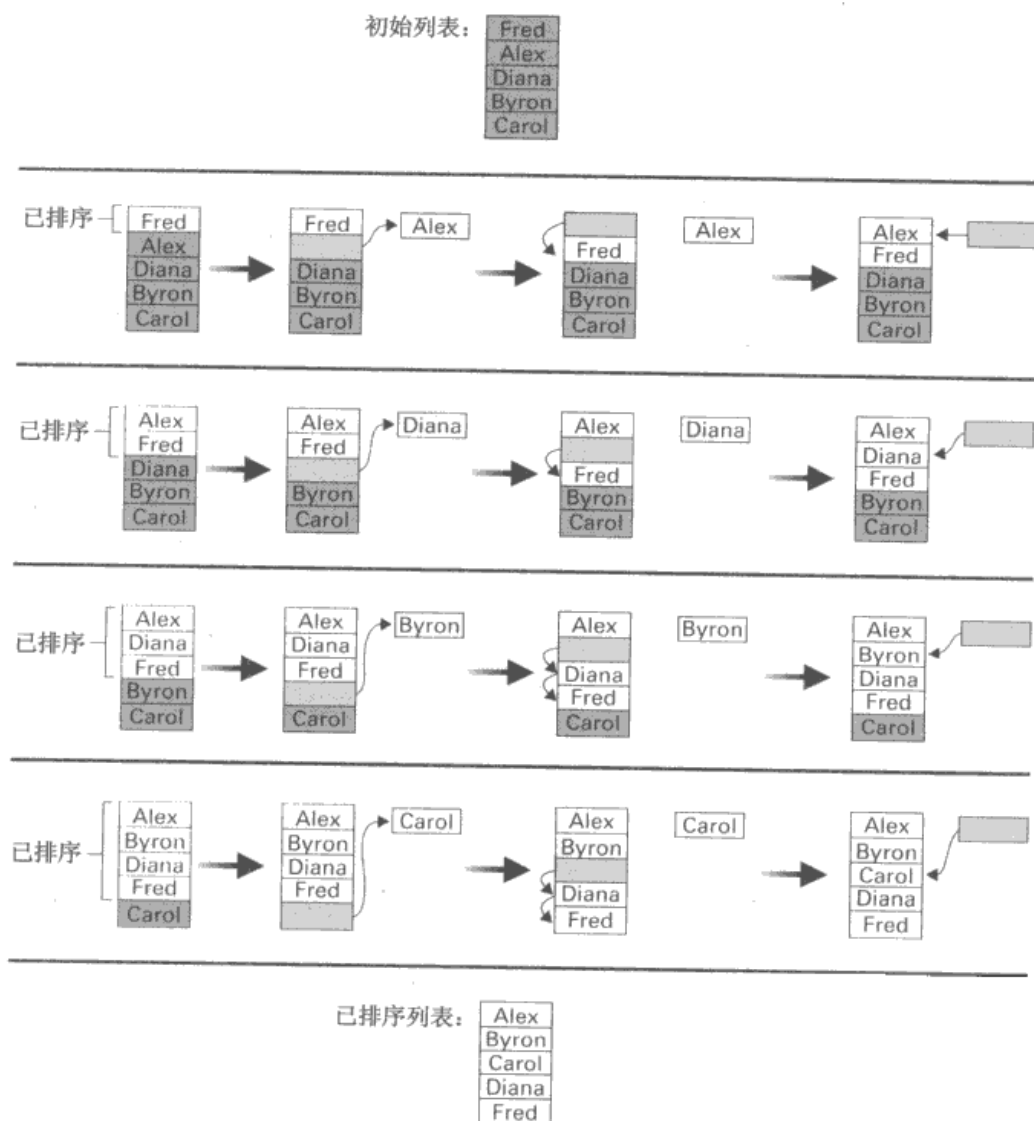 初始列表：
Fred
Alex
Diana
Byron
Carol
已排序
Fred
Alex
Diana
Byron
Carol
Fred
Diana
Byron
Carol
Alex
Fred
Diana
Byron
Carol
Alex
Alex
Fred
Diana
Byron
Carol
已排序
Alex
Fred
Diana
Byron
Carol
Alex
Fred
Byron
Carol
Diana
Alex
Fred
Byron
Carol
Diana
Alex
Diana
Fred
Byron
Carol
已排序
Alex
Diana
Fred
Byron
Carol
Alex
Diana
Fred
Carol
Byron
Alex
Diana
Fred
Carol
Byron
Alex
Byron
Diana
Fred
Carol
已排序
Alex
Byron
Diana
Fred
Carol
Alex
Byron
Diana
Fred
Carol
Alex
Byron
Diana
Fred
Carol
Alex
Byron
Carol
Diana
Fred
已排序列表：
Alex
Byron
Carol
Diana
Fred